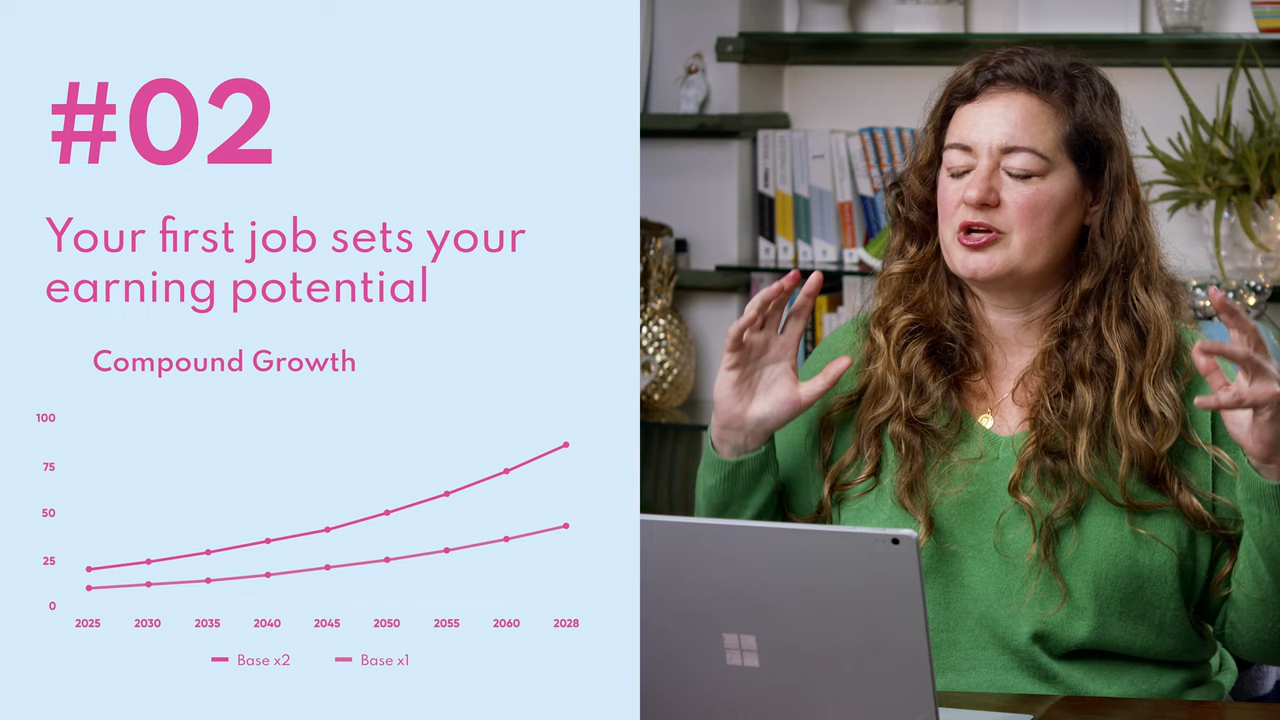 #02
Your first job sets your
earning potential
Compound Growth
100
75
50
25
0
2025 2030 2035 2040 2045 2050 2055 2060 2028
Base x2 Base x1